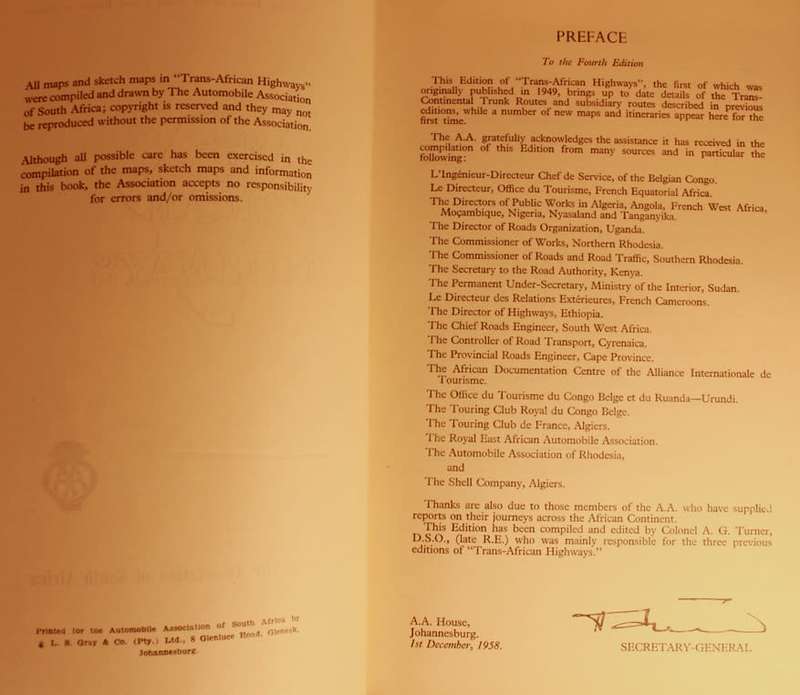 All maps and sketch maps in "Trans-African Highways"
were compiled and drawn by The Automobile Association
of South Africa; copyright is reserved and they may not
be reproduced without the permission of the Association.
Although all possible care has been exercised in the
compilation of the maps, sketch maps and information
in this book, the Association accepts no responsibility
for errors and/or omissions.
Printed for the Automobile Association of South Africa by
L. S. Gray & Co. (Pty.) Ltd., 8 Glenluce Road,
Johannesburg.
PREFACE
To the Fourth Edition
This Edition of "Trans-African Highways", the first of which was
originally published in 1949, brings up to date details of the Trans-
Continental Trunk Routes and subsidiary routes described in previous
editions, while a number of new maps and itineraries appear here for the
first time.
The A.A. gratefully acknowledges the assistance it has received in the
compilation of this Edition from many sources and in particular the
following:
L'Ingénieur-Directeur Chef de Service, of the Belgian Congo.
Le Directeur, Office du Tourisme, French Equatorial Africa.
The Directors of Public Works in Algeria, Angola, French West Africa,
Moçambique, Nigeria, Nyasaland and Tanganyika.
The Director of Roads Organization, Uganda.
The Commissioner of Works, Northern Rhodesia.
The Commissioner of Roads and Road Traffic, Southern Rhodesia.
The Secretary to the Road Authority, Kenya.
The Permanent Under-Secretary, Ministry of the Interior, Sudan.
Le Directeur des Relations Extérieures, French Cameroons.
The Director of Highways, Ethiopia.
The Chief Roads Engineer, South West Africa.
The Controller of Road Transport, Cyrenaica.
The Provincial Roads Engineer, Cape Province.
The African Documentation Centre of the Alliance Internationale de
Tourisme.
The Office du Tourisme du Congo Belge et du Ruanda—Urundi.
The Touring Club Royal du Congo Belge.
The Touring Club de France, Algiers.
The Royal East African Automobile Association.
The Automobile Association of Rhodesia,
and
The Shell Company, Algiers.
Thanks are also due to those members of the A.A. who have supplied
reports on their journeys across the African Continent.
This Edition has been compiled and edited by Colonel A. G. Turner,
D.S.O., (late R.E.) who was mainly responsible for the three previous
editions of "Trans-African Highways."
A.A. House,
Johannesburg.
1st December, 1958.
SECRETARY-GENERAL